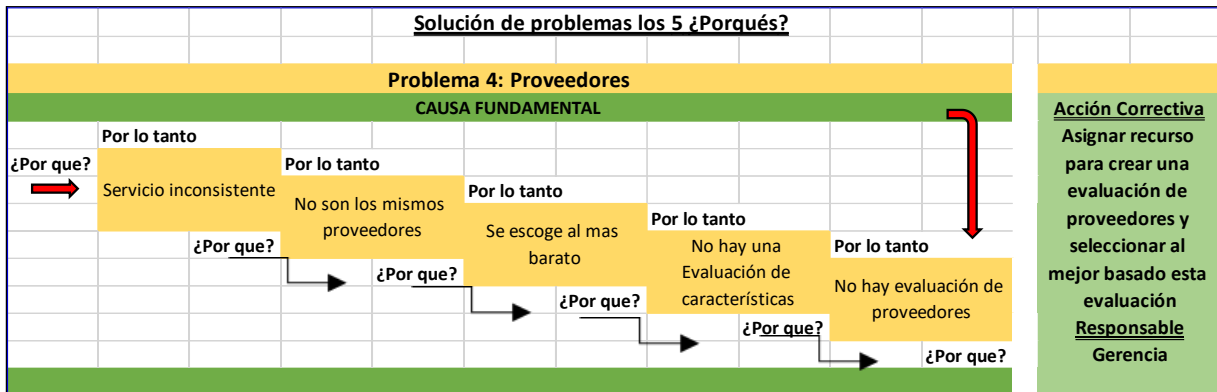 Solución de problemas los 5 ¿Porqués?
Problema 4: Proveedores
CAUSA FUNDAMENTAL
Por lo tanto
¿Por que?
Servicio inconsistente
Por lo tanto
No son los mismos
proveedores
¿Por que?
Por lo tanto
Se escoge al mas
barato
¿Por que?
Por lo tanto
No hay una
Evaluación de
características
¿Por que?
Por lo tanto
No hay evaluación de
proveedores
¿Por que?
¿Por que?
Acción Correctiva
Asignar recurso
para crear una
evaluación de
proveedores y
seleccionar al
mejor basado esta
evaluación
Responsable
Gerencia